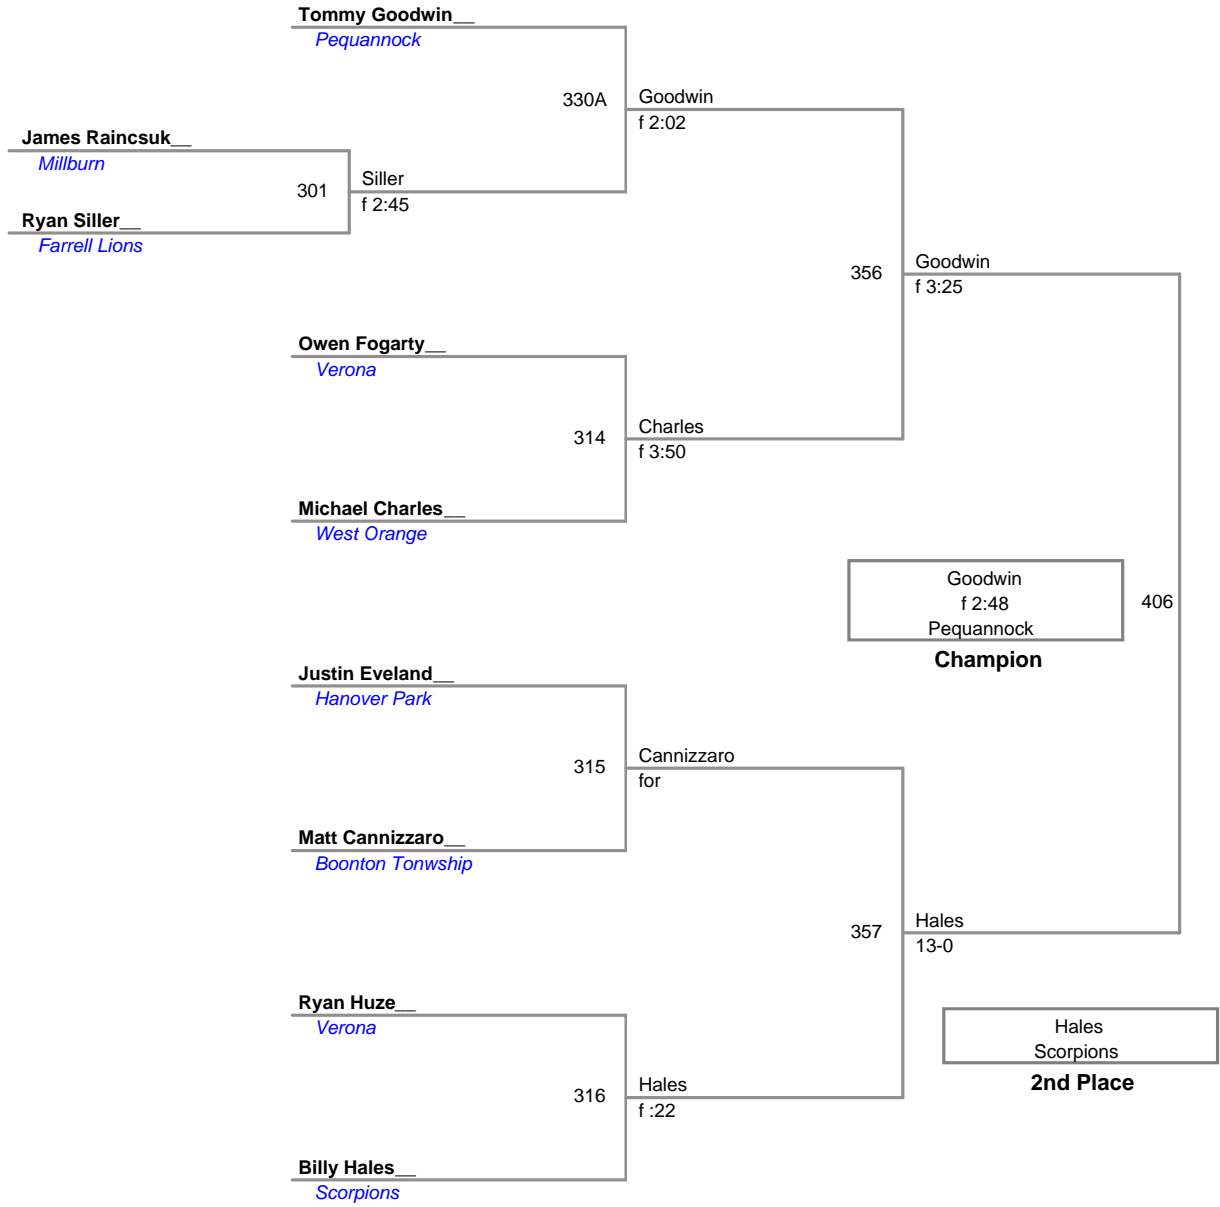 Tommy Goodwin__
Pequannock
330A
Goodwin
f 2:02
James Raincsuk__
Millburn
301
Siller
f 2:45
Ryan Siller__
Farrell Lions
356
Goodwin
f 3:25
Owen Fogarty__
Verona
314
Charles
f 3:50
Michael Charles__
West Orange
Goodwin
f 2:48
Pequannock
Champion
406
Justin Eveland__
Hanover Park
315
Cannizzaro
for
Matt Cannizzaro__
Boonton Tonwship
357
Hales
13-0
Ryan Huze__
Verona
Hales
Scorpions
2nd Place
316
Hales
f :22
Billy Hales__
Scorpions